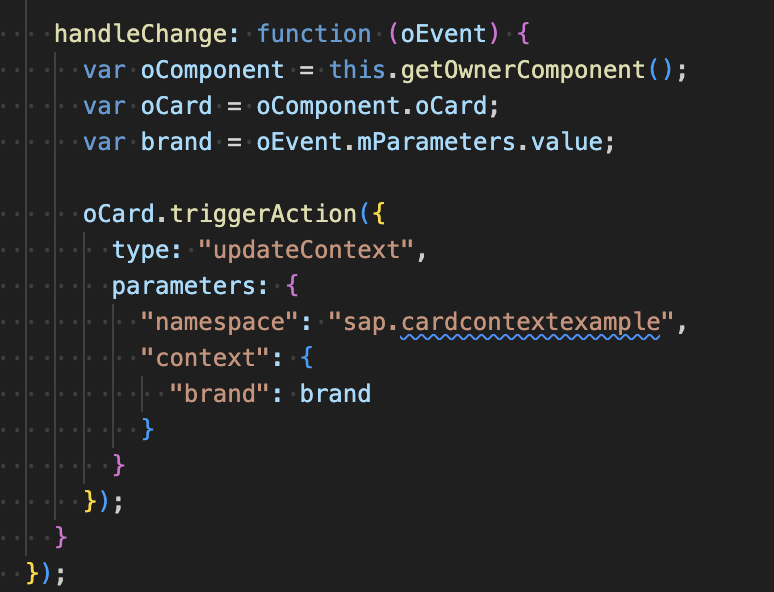 handleChange: function (oEvent) {
var oComponent = this.getOwnerComponent();
var oCard = oComponent.oCard;
var brand = oEvent.mParameters.value;
oCard.triggerAction({
type: "updateContext",
parameters: {
"namespace": "sap.cardcontextexample",
"context": {
"brand": brand
}
}
});
}
});